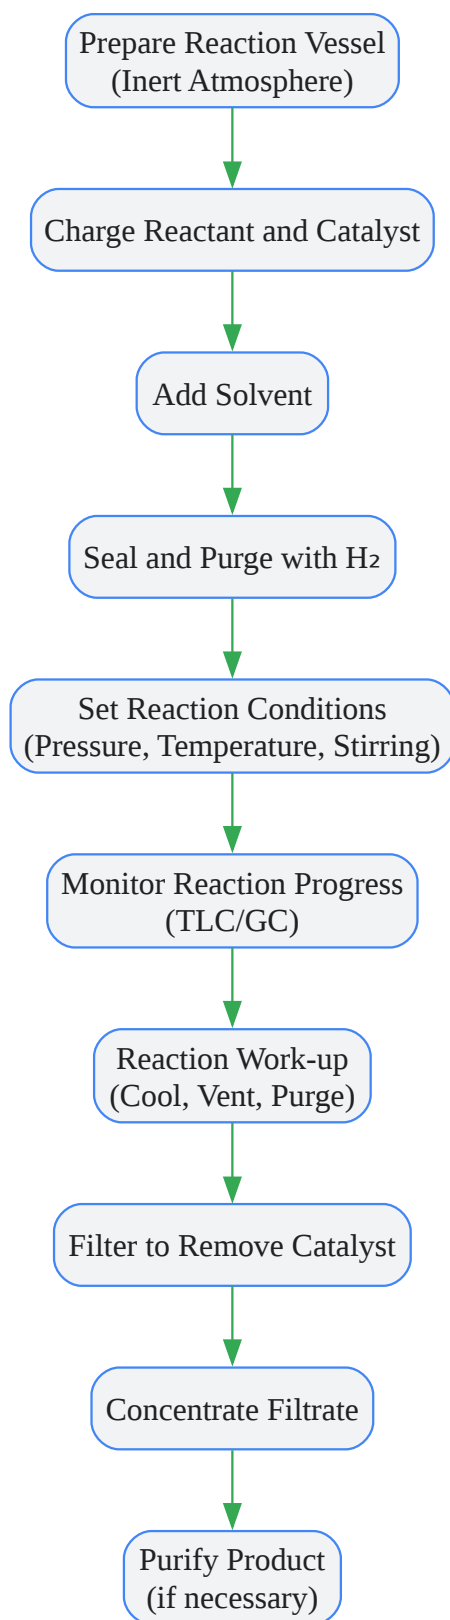 Prepare Reaction Vessel
(Inert Atmosphere)
Charge Reactant and Catalyst
Add Solvent
Seal and Purge with H₂
Set Reaction Conditions
(Pressure, Temperature, Stirring)
Monitor Reaction Progress
(TLC/GC)
Reaction Work-up
(Cool, Vent, Purge)
Filter to Remove Catalyst
Concentrate Filtrate
Purify Product
(if necessary)